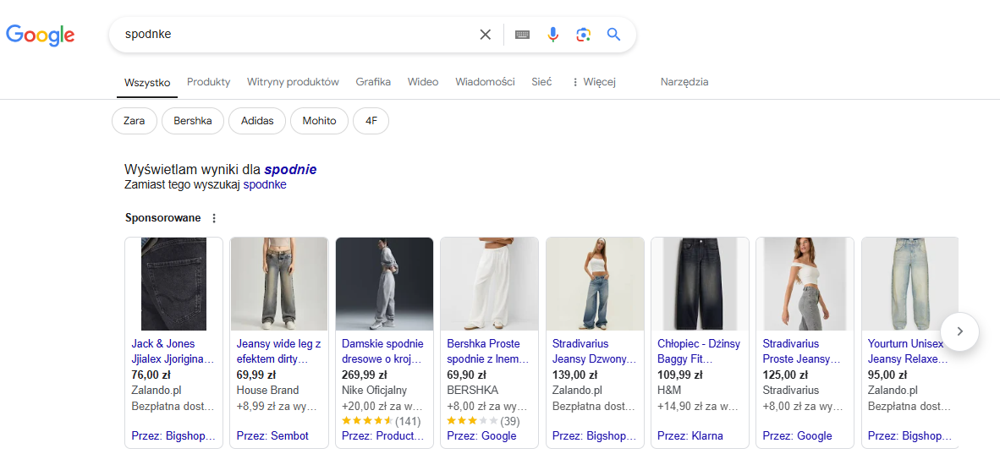 Google
spodnke
Wszystko Produkty Witryny produktów Grafika Wideo Wiadomości Sieć Więcej Narzędzia
Zara Bershka Adidas Mohito 4F
Wyświetlam wyniki dla spodnie
Zamiast tego wyszukaj spodnke
Sponsorowane
Jack & Jones
Jjialex Jjorigina...
76,00 zł
Zalando.pl
Bezpłatna dost...
Przez: Bigshop...
Jeansy wide leg z
efektem dirty...
69,99 zł
House Brand
+8,99 zł za wy...
Przez: Sembot
Damskie spodnie
dresowe o kroj...
269,99 zł
Nike Oficjalny
+20,00 zł za w...
(141)
Przez: Product...
Bershka Proste
spodnie z lnem...
69,90 zł
BERSHKA
+8,00 zł za wy...
(39)
Przez: Google
Stradivarius
Jeansy Dzwony...
139,00 zł
Zalando.pl
Bezpłatna dost...
Przez: Bigshop...
Chłopiec - Dżinsy
Baggy Fit...
109,99 zł
H&M
+14,90 zł za wy...
Przez: Klarna
Stradivarius
Proste Jeansy...
125,00 zł
Stradivarius
+8,00 zł za wy...
Przez: Google
Yourturn Unisex
Jeansy Relaxe...
95,00 zł
Zalando.pl
Bezpłatna dost...
Przez: Bigshop...